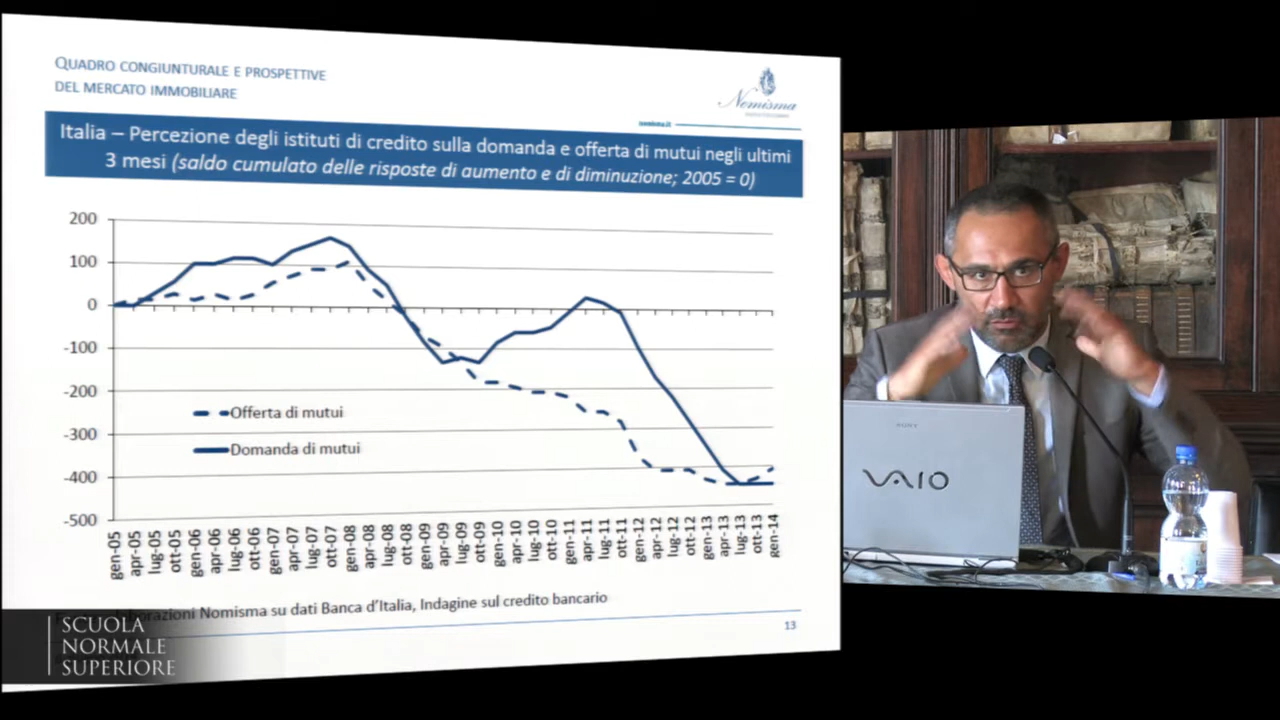 QUADRO CONGIUNTURALE E PROSPETTIVE
DEL MERCATO IMMOBILIARE
Nomisma
nomisma.it
Italia – Percezione degli istituti di credito sulla domanda e offerta di mutui negli ultimi
3 mesi (saldo cumulato delle risposte di aumento e di diminuzione; 2005 = 0)
200
100
0
-100
-200
-300
-400
-500
Offerta di mutui
Domanda di mutui
gen-05
apr-05
lug-05
ott-05
gen-06
apr-06
lug-06
ott-06
gen-07
apr-07
lug-07
ott-07
gen-08
apr-08
lug-08
ott-08
gen-09
apr-09
lug-09
ott-09
gen-10
apr-10
lug-10
ott-10
gen-11
apr-11
lug-11
ott-11
gen-12
apr-12
lug-12
ott-12
gen-13
apr-13
lug-13
ott-13
gen-14
Nomisma su dati Banca d'Italia, Indagine sul credito bancario
13
SCUOLA
NORMALE
SUPERIORE
SONY
VAIO